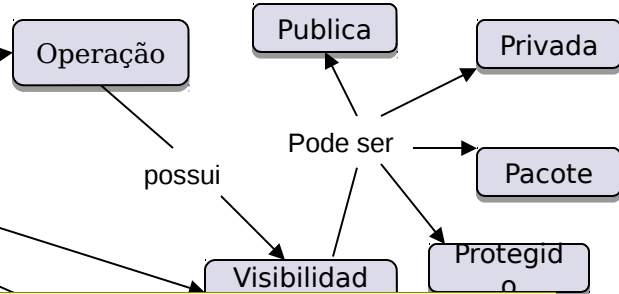 Publica
Operação
Privada
Pode ser
possui
Pacote
Visibilidad
Protegid
o